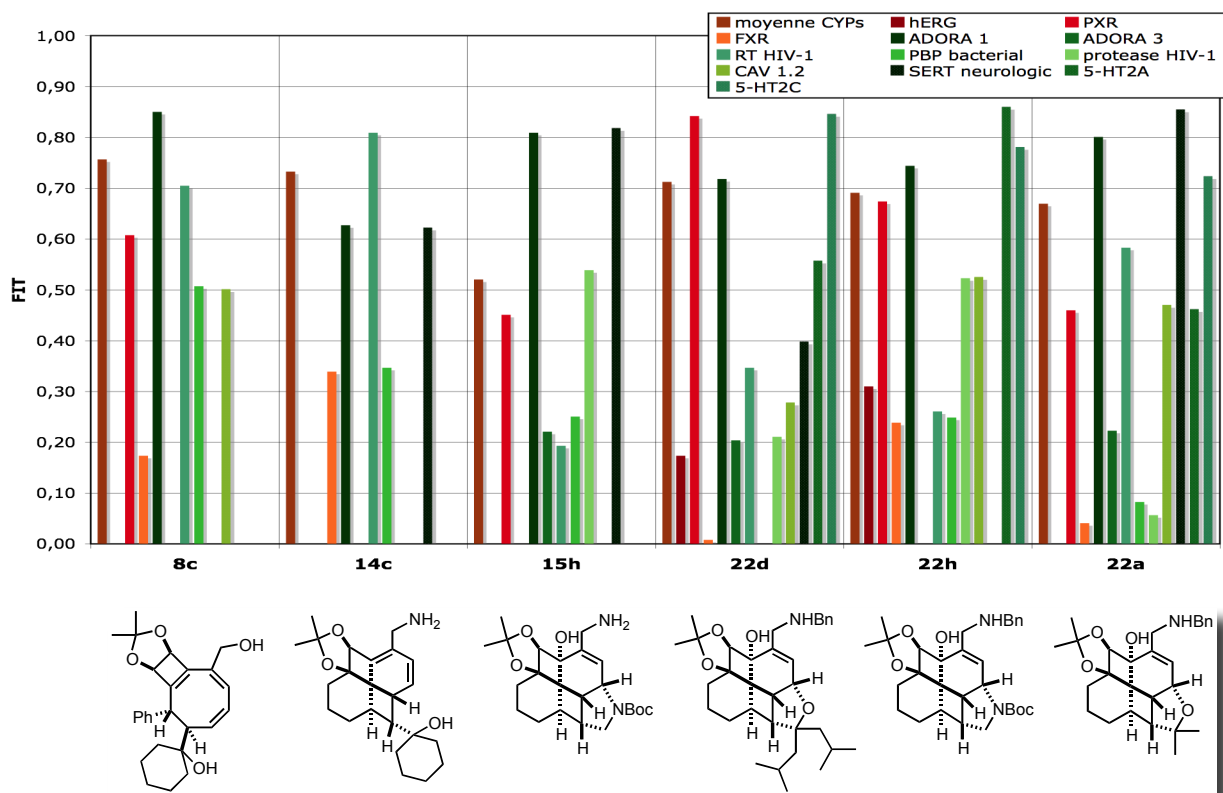 moyenne CYPs hERG PXR
FXR ADORA 1 ADORA 3
RT HIV-1 PBP bacterial protease HIV-1
CAV 1.2 SERT neurologic 5-HT2A
5-HT2C
1,00
0,90
0,80
0,70
0,60
0,50
0,40
0,30
0,20
0,10
0,00
FIT
8c 14c 15h 22d 22h 22a
O O OH Ph H H OH
O O NH2 H OH
O O OH NH2 H H NBoc H
O O OH NHBn H H O H
O O OH NHBn H H NBoc H
O O OH NHBn H H O H